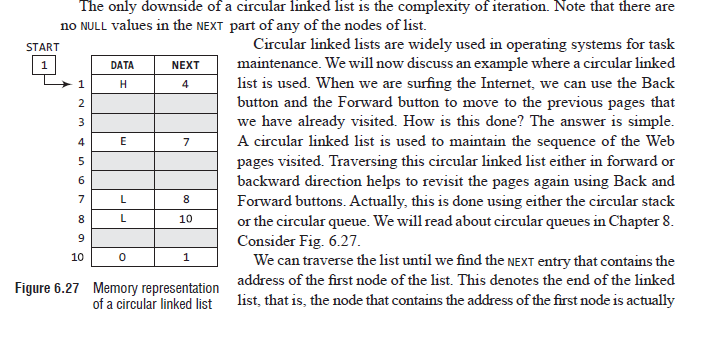 The only downside of a circular linked list is the complexity of iteration. Note that there are
no NULL values in the NEXT part of any of the nodes of list.
START
1
DATA NEXT
1 H 4
2
3
4 E 7
5
6
7 L 8
8 L 10
9
10 O 1
Figure 6.27 Memory representation
of a circular linked list
Circular linked lists are widely used in operating systems for task
maintenance. We will now discuss an example where a circular linked
list is used. When we are surfing the Internet, we can use the Back
button and the Forward button to move to the previous pages that
we have already visited. How is this done? The answer is simple.
A circular linked list is used to maintain the sequence of the Web
pages visited. Traversing this circular linked list either in forward or
backward direction helps to revisit the pages again using Back and
Forward buttons. Actually, this is done using either the circular stack
or the circular queue. We will read about circular queues in Chapter 8.
Consider Fig. 6.27.
We can traverse the list until we find the NEXT entry that contains the
address of the first node of the list. This denotes the end of the linked
list, that is, the node that contains the address of the first node is actually